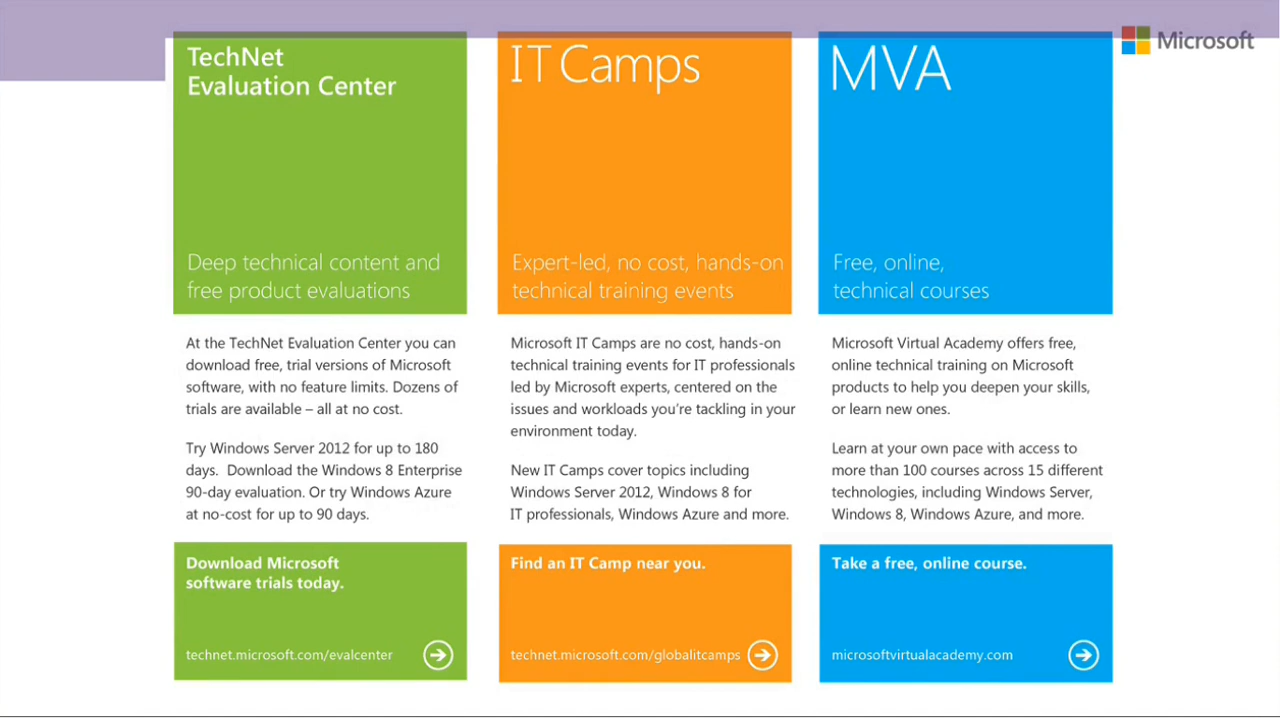 TechNet
Evaluation Center
Deep technical content and
free product evaluations
At the TechNet Evaluation Center you can
download free, trial versions of Microsoft
software, with no feature limits. Dozens of
trials are available – all at no cost.
Try Windows Server 2012 for up to 180
days.  Download the Windows 8 Enterprise
90-day evaluation. Or try Windows Azure
at no-cost for up to 90 days.
Download Microsoft
software trials today.
technet.microsoft.com/evalcenter
IT Camps
Expert-led, no cost, hands-on
technical training events
Microsoft IT Camps are no cost, hands-on
technical training events for IT professionals
led by Microsoft experts, centered on the
issues and workloads you’re tackling in your
environment today.
New IT Camps cover topics including
Windows Server 2012, Windows 8 for
IT professionals, Windows Azure and more.
Find an IT Camp near you.
technet.microsoft.com/globalitcamps
MVA
Free, online,
technical courses
Microsoft Virtual Academy offers free,
online technical training on Microsoft
products to help you deepen your skills,
or learn new ones.
Learn at your own pace with access to
more than 100 courses across 15 different
technologies, including Windows Server,
Windows 8, Windows Azure, and more.
Take a free, online course.
microsoftvirtualacademy.com
Microsoft